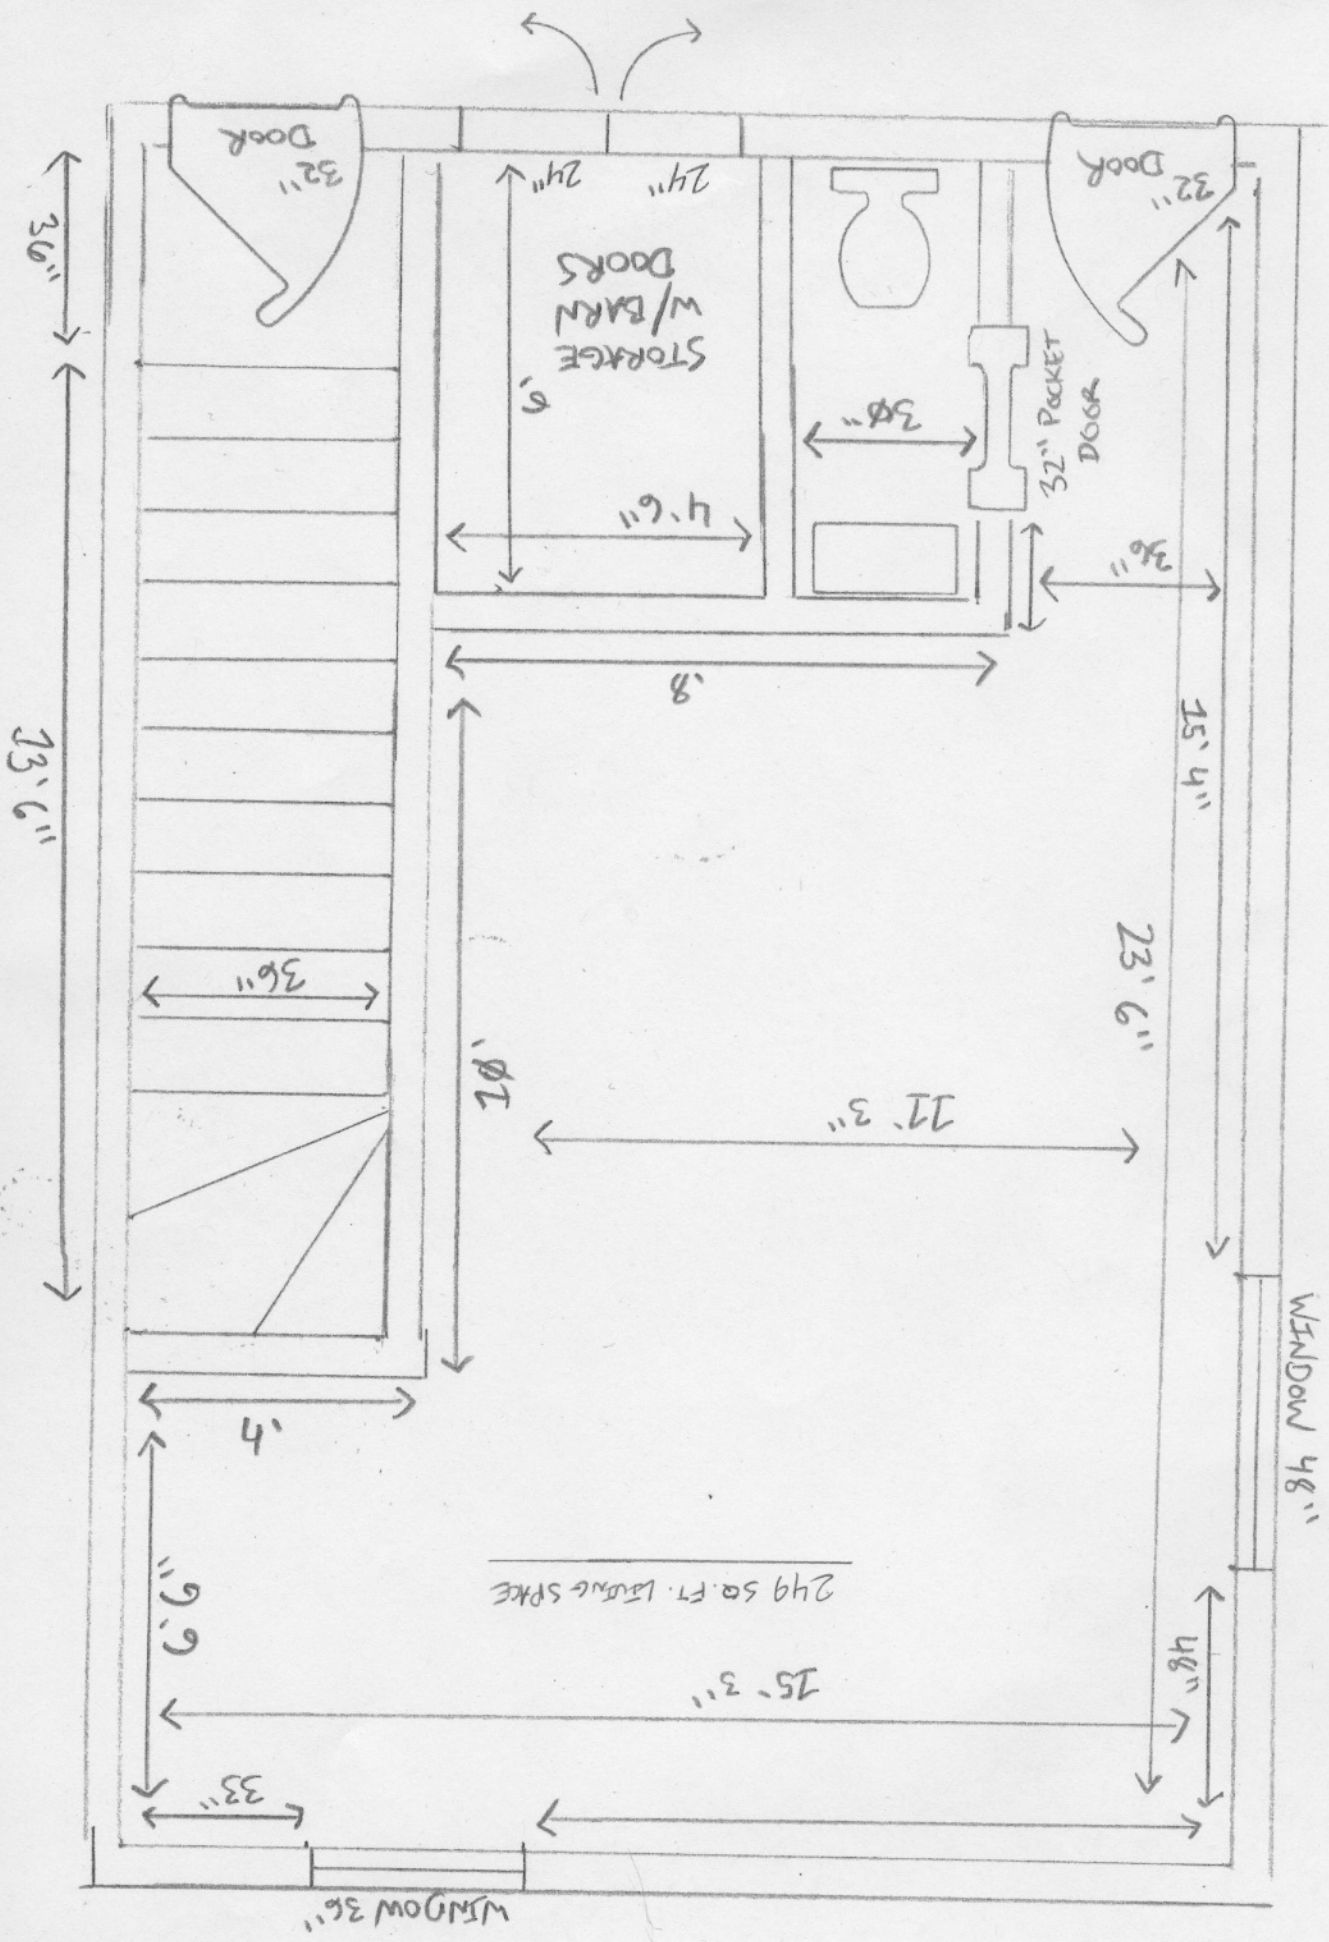 WINDOW 36"
33"
15' 3"
48"
6' 6"
249 SQ.FT. LIVING SPACE
WINDOW 48"
4'
11' 3"
10'
23' 6"
36"
15' 4"
13' 6"
8'
36"
4'6"
30"
6'
32" POCKET
DOOR
STORAGE
W/BARN
DOORS
36"
24"
24"
32"
DOOR
32"
DOOR